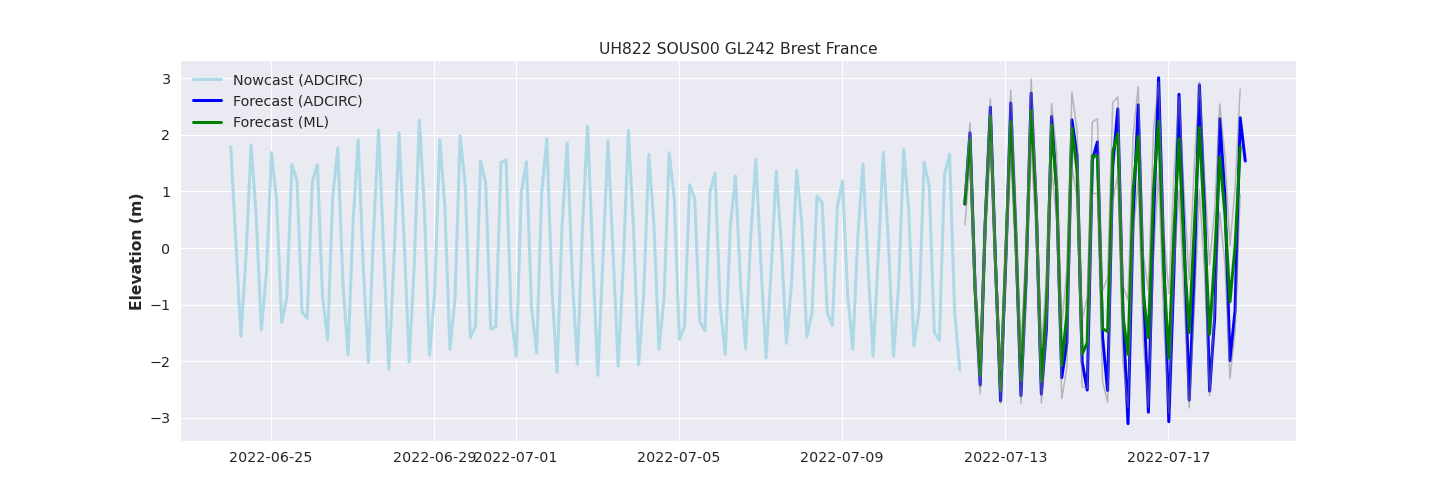 UH822 SOUS00 GL242 Brest France
Nowcast (ADCIRC)
Forecast (ADCIRC)
Forecast (ML)
Elevation (m)
3
2
1
0
−1
−2
−3
2022-06-25
2022-06-29
2022-07-01
2022-07-05
2022-07-09
2022-07-13
2022-07-17